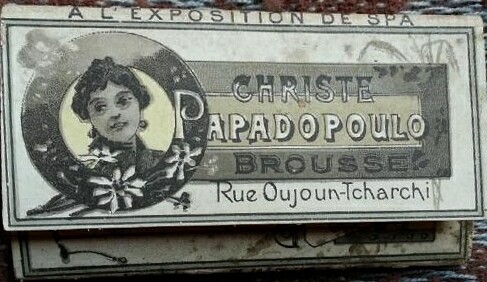 A L'EXPOSITION DE SPA
CHRISTE
PAPADOPOULO
BROUSSE
Rue Oujoun-Tcharchi